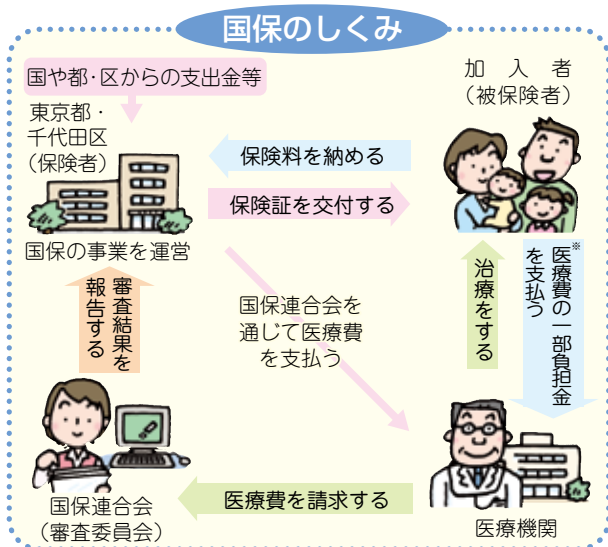 国保のしくみ
国や都・区からの支出金等
東京都・
千代田区
（保険者）
国保の事業を運営
加入者
（被保険者）
保険料を納める
保険証を交付する
審査結果を
報告する
国保連合会を
通じて医療費
を支払う
治療をする
※
医療費の一部負担金
を支払う
国保連合会
（審査委員会）
医療費を請求する
医療機関